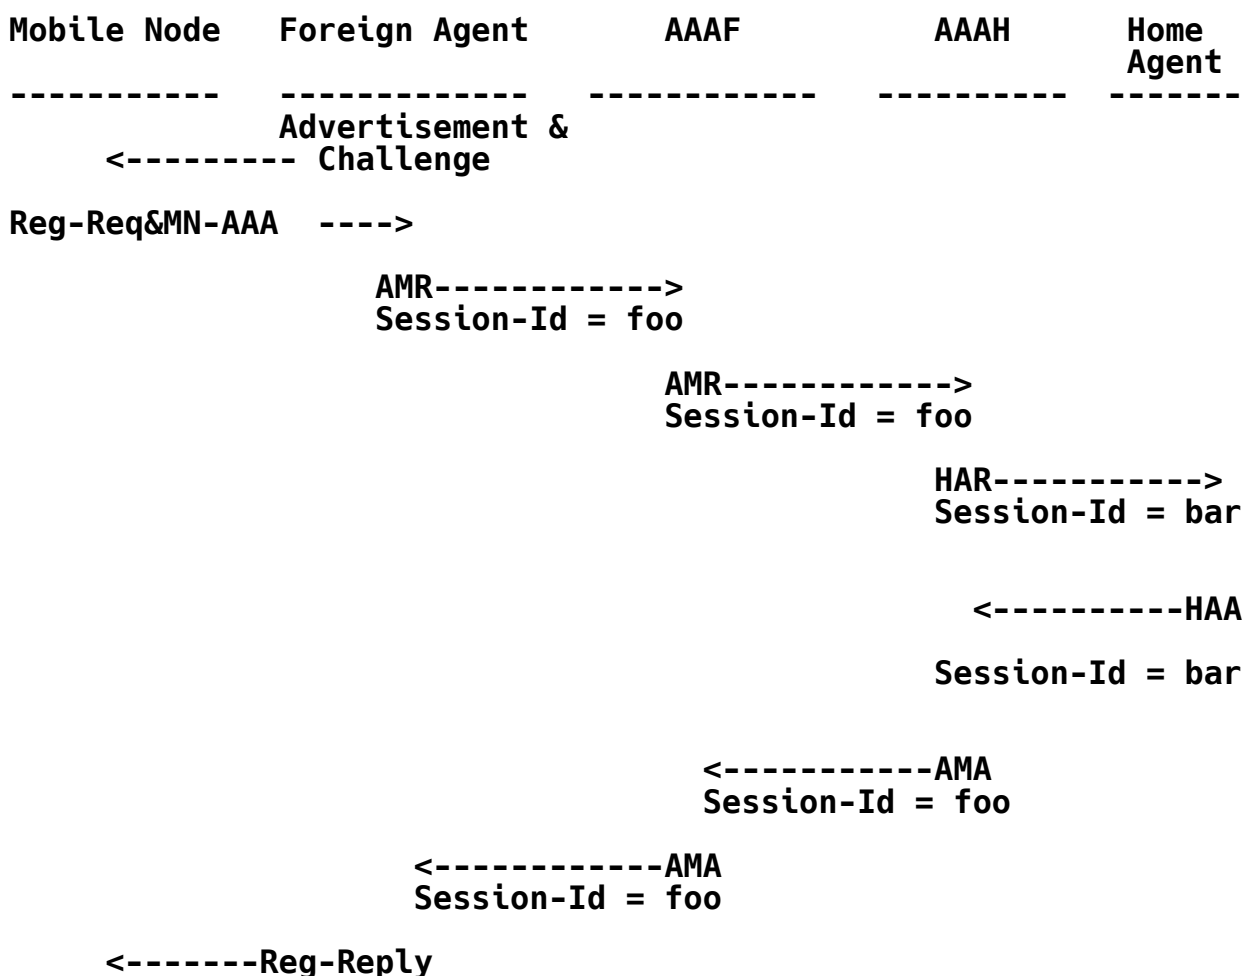 Mobile Node   Foreign Agent       AAAF          AAAH      Home
                                                          Agent
-----------   -------------   ------------   ----------  -------
              Advertisement &
     <--------- Challenge
Reg-Req&MN-AAA  ---->
                   AMR------------>
                   Session-Id = foo
                                  AMR------------>
                                  Session-Id = foo
                                                HAR----------->
                                                Session-Id = bar
                                                  <----------HAA
                                                Session-Id = bar
                                    <-----------AMA
                                    Session-Id = foo
                     <------------AMA
                     Session-Id = foo
     <-------Reg-Reply